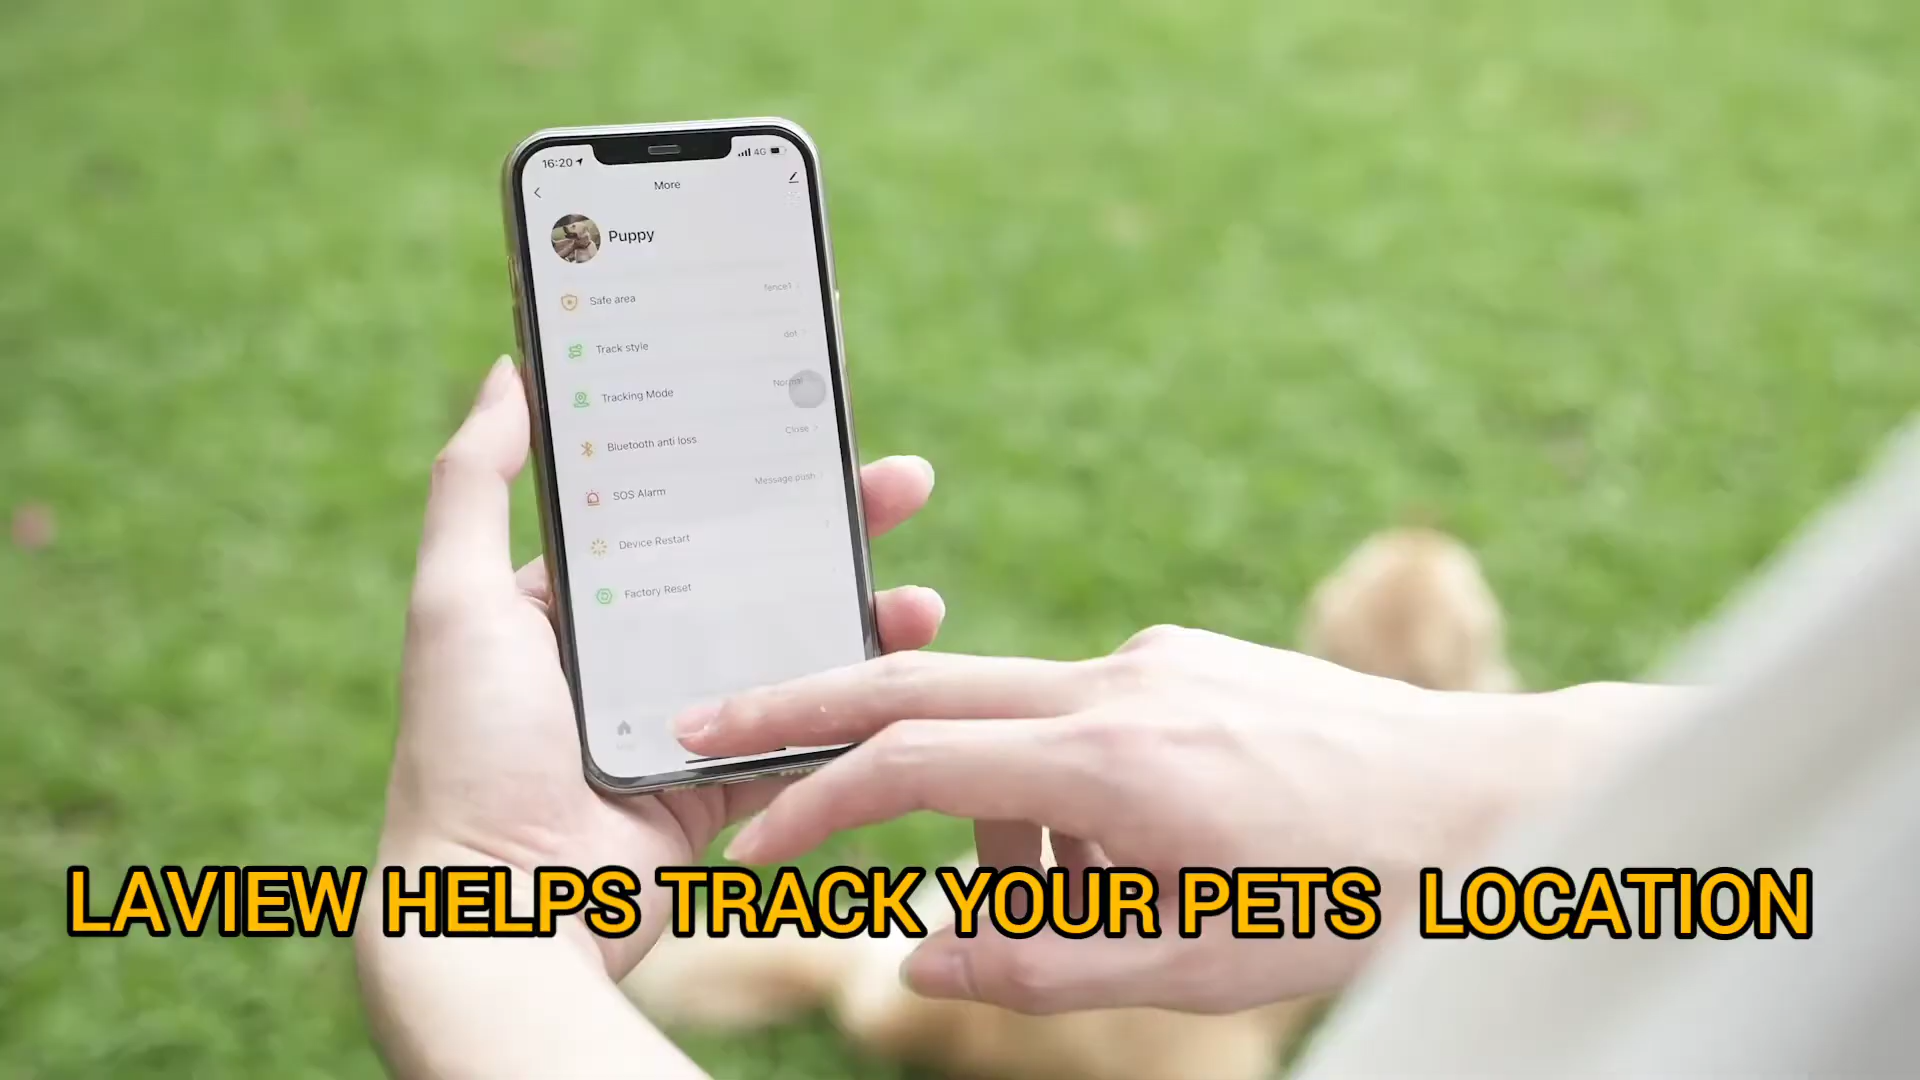 16:20 4G
More
Puppy
Safe area fence1
Track style dot
Tracking Mode Normal
Bluetooth anti loss Close
SOS Alarm Message push
Device Restart
Factory Reset
LAVIEW HELPS TRACK YOUR PETS LOCATION